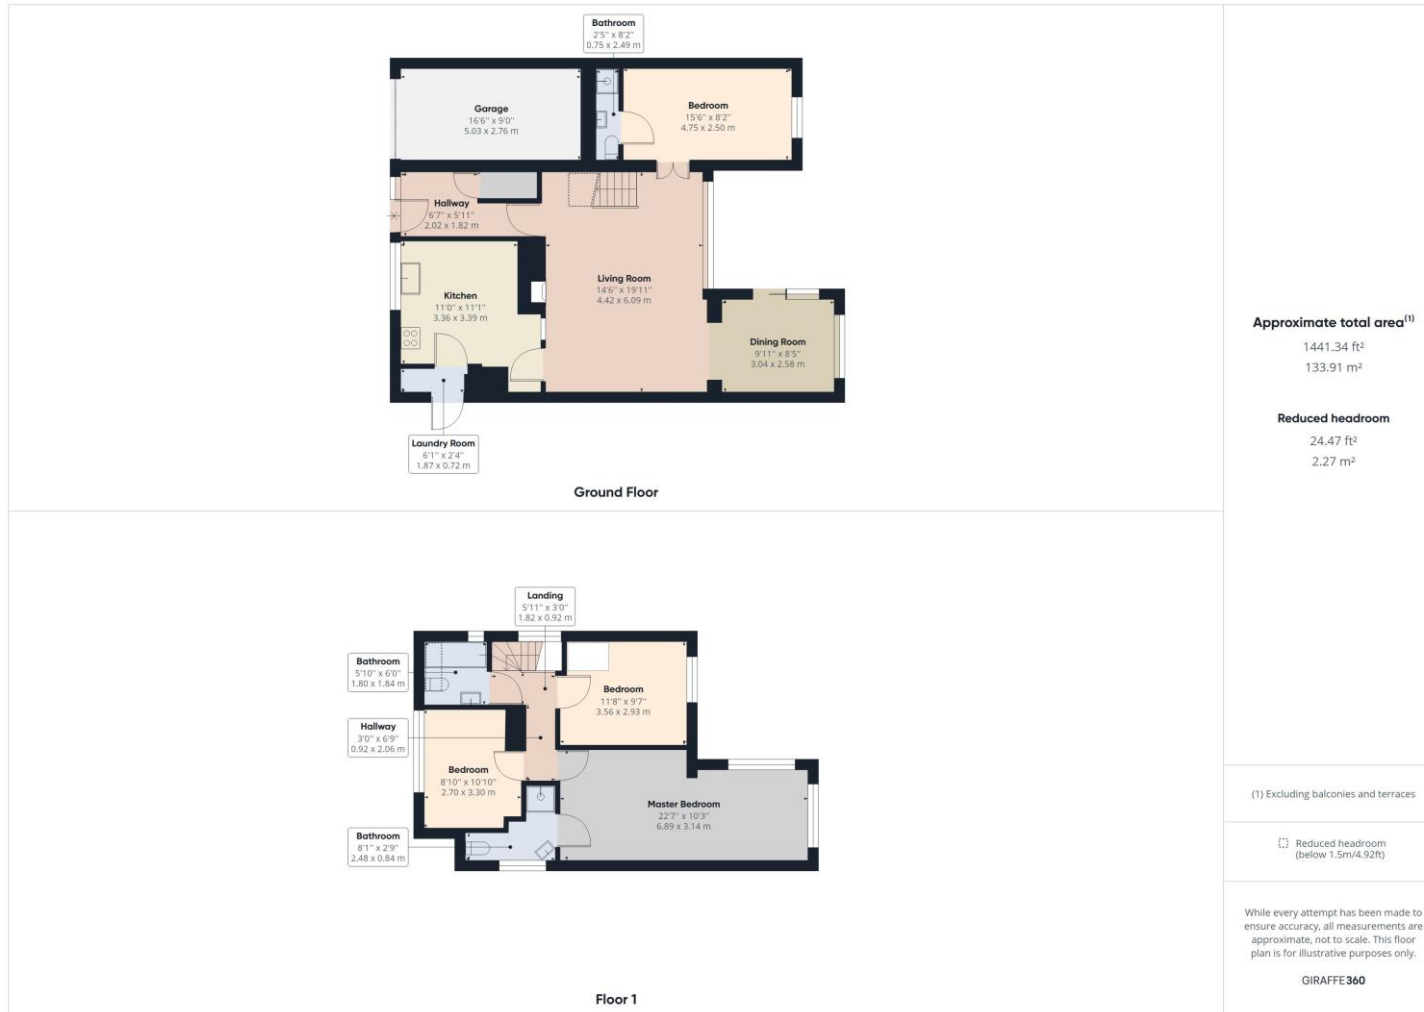 Bathroom
2'5" x 8'2"
0.75 x 2.49 m
Garage
16'6" x 9'0"
5.03 x 2.76 m
Bedroom
15'6" x 8'2"
4.75 x 2.50 m
Hallway
6'7" x 5'11"
2.02 x 1.82 m
Living Room
14'6" x 19'11"
4.42 x 6.09 m
Kitchen
11'0" x 11'1"
3.36 x 3.39 m
Dining Room
9'11" x 8'5"
3.04 x 2.58 m
Laundry Room
6'1" x 2'4"
1.87 x 0.72 m
Ground Floor
Landing
5'11" x 3'0"
1.82 x 0.92 m
Bathroom
5'10" x 6'0"
1.80 x 1.84 m
Bedroom
11'8" x 9'7"
3.56 x 2.93 m
Hallway
3'0" x 6'9"
0.92 x 2.06 m
Bedroom
8'10" x 10'10"
2.70 x 3.30 m
Master Bedroom
22'7" x 10'3"
6.89 x 3.14 m
Bathroom
8'1" x 2'9"
2.48 x 0.84 m
Floor 1
Approximate total area(1)
1441.34 ft²
133.91 m²
Reduced headroom
24.47 ft²
2.27 m²
(1) Excluding balconies and terraces
Reduced headroom
(below 1.5m/4.92ft)
While every attempt has been made to
ensure accuracy, all measurements are
approximate, not to scale. This floor
plan is for illustrative purposes only.
GIRAFFE360